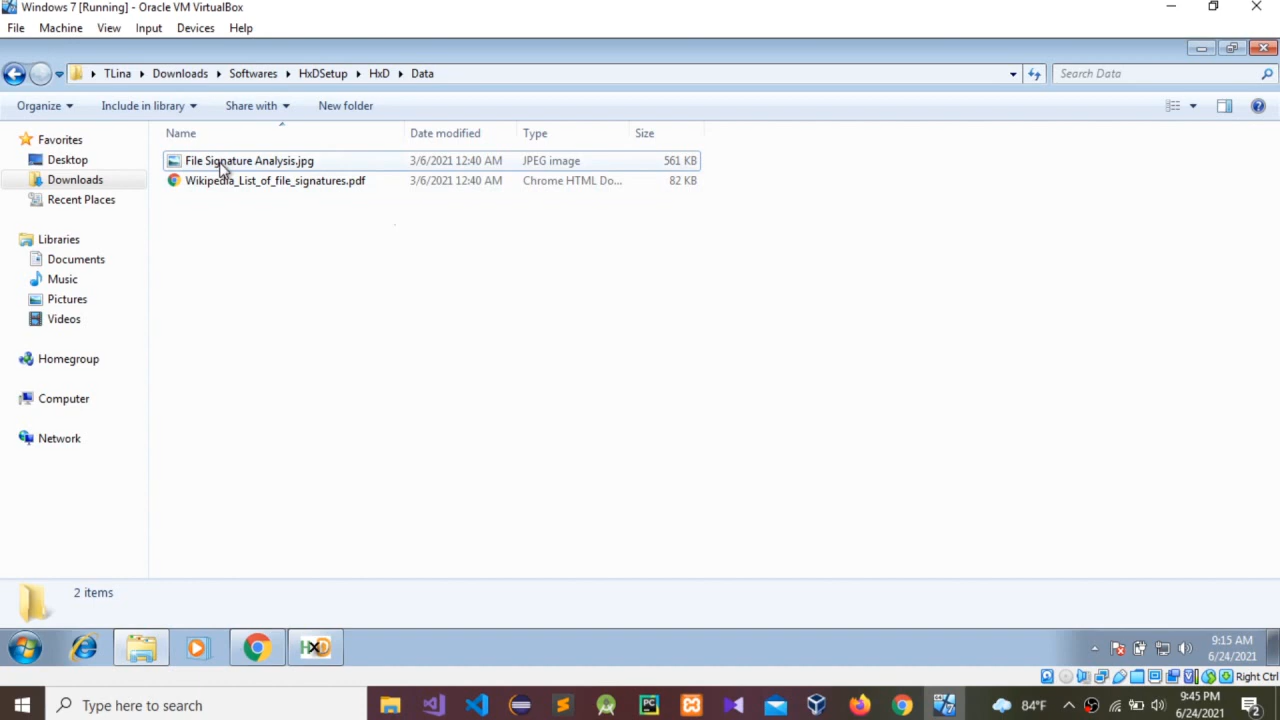 Windows 7 [Running] - Oracle VM VirtualBox
File Machine View Input Devices Help
TLina Downloads Softwares HxDSetup HxD Data
Search Data
Organize Include in library Share with New folder
Name Date modified Type Size
Favorites
Desktop
Downloads
Recent Places
Libraries
Documents
Music
Pictures
Videos
Homegroup
Computer
Network
File Signature Analysis.jpg 3/6/2021 12:40 AM JPEG image 561 KB
Wikipedia_List_of_file_signatures.pdf 3/6/2021 12:40 AM Chrome HTML Do... 82 KB
2 items
HXD
9:15 AM
6/24/2021
Right Ctrl
Type here to search
PC
84°F
9:45 PM
6/24/2021
2